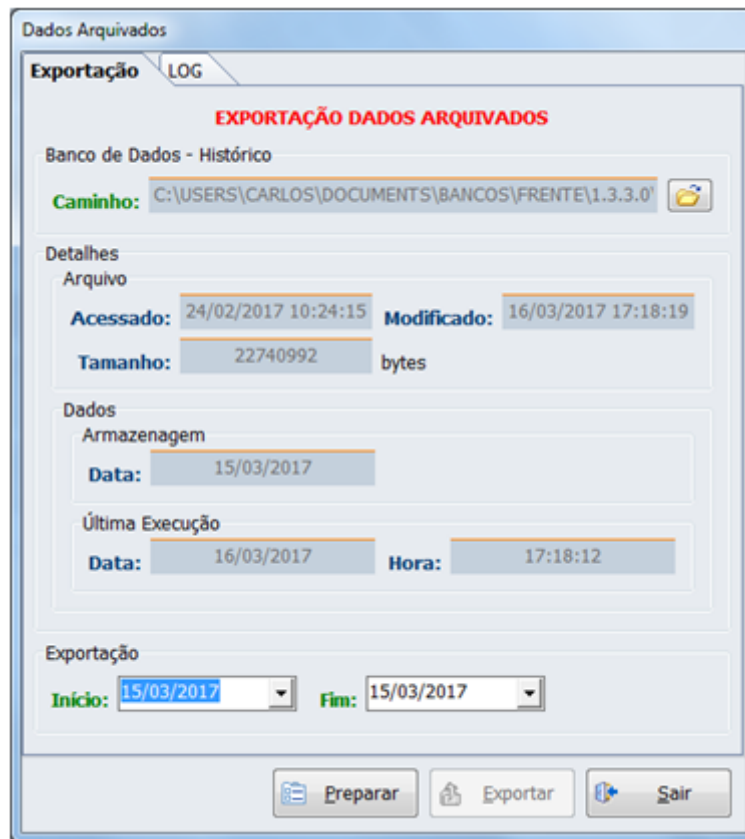 Dados Arquivados
Exportação LOG
EXPORTAÇÃO DADOS ARQUIVADOS
Banco de Dados - Histórico
Caminho: C:\USERS\CARLOS\DOCUMENTS\BANCOS\FRENTE\1.3.3.0'
Detalhes
Arquivo
Acessado: 24/02/2017 10:24:15 Modificado: 16/03/2017 17:18:19
Tamanho: 22740992 bytes
Dados
Armazenagem
Data: 15/03/2017
Última Execução
Data: 16/03/2017 Hora: 17:18:12
Exportação
Início: 15/03/2017 Fim: 15/03/2017
Preparar Exportar Sair